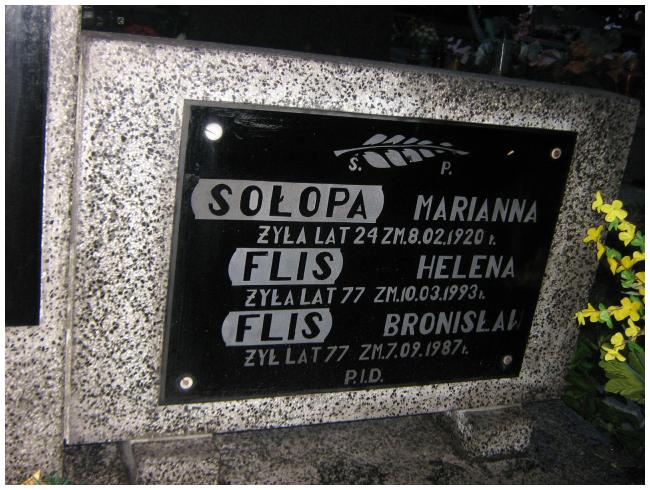 Ś. P.
SOŁOPA MARIANNA
ŻYŁA LAT 24 ZM. 8.02.1920 r.
FLIS HELENA
ŻYŁA LAT 77 ZM. 10.03.1993 r.
FLIS BRONISŁAW
ŻYŁ LAT 77 ZM. 7.09.1987 r.
P.I.D.